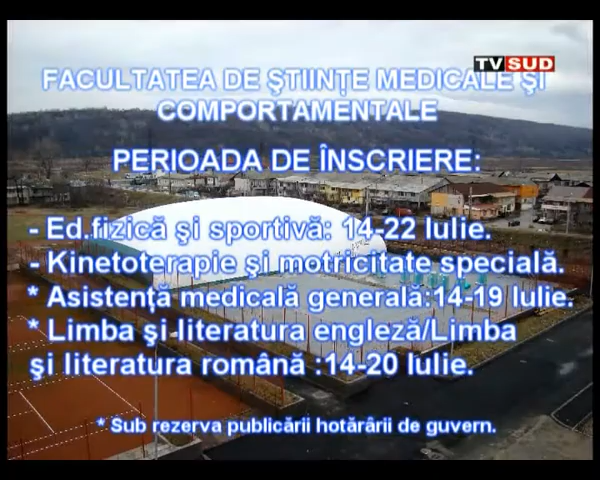 TV SUD
FACULTATEA DE ŞTIINŢE MEDICALE ŞI
COMPORTAMENTALE
PERIOADA DE ÎNSCRIERE:
- Ed.fizică şi sportivă: 14-22 Iulie.
- Kinetoterapie şi motricitate specială.
* Asistenţă medicală generală:14-19 Iulie.
* Limba şi literatura engleză/Limba
şi literatura română :14-20 Iulie.
* Sub rezerva publicării hotărârii de guvern.